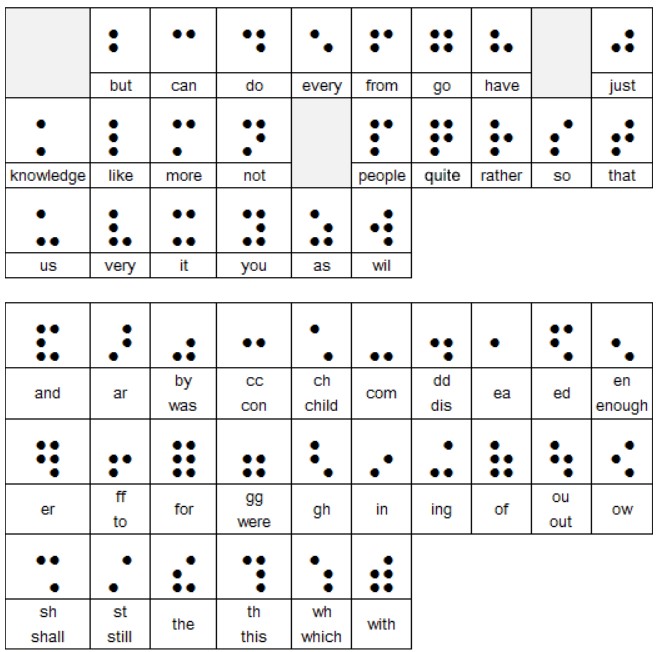 but can do every from go have just
knowledge like more not people quite rather so that
us very it you as wil
and ar by was cc con ch child com dd dis ea ed en enough
er ff to for gg were gh in ing of ou out ow
sh shall st still the th this wh which with